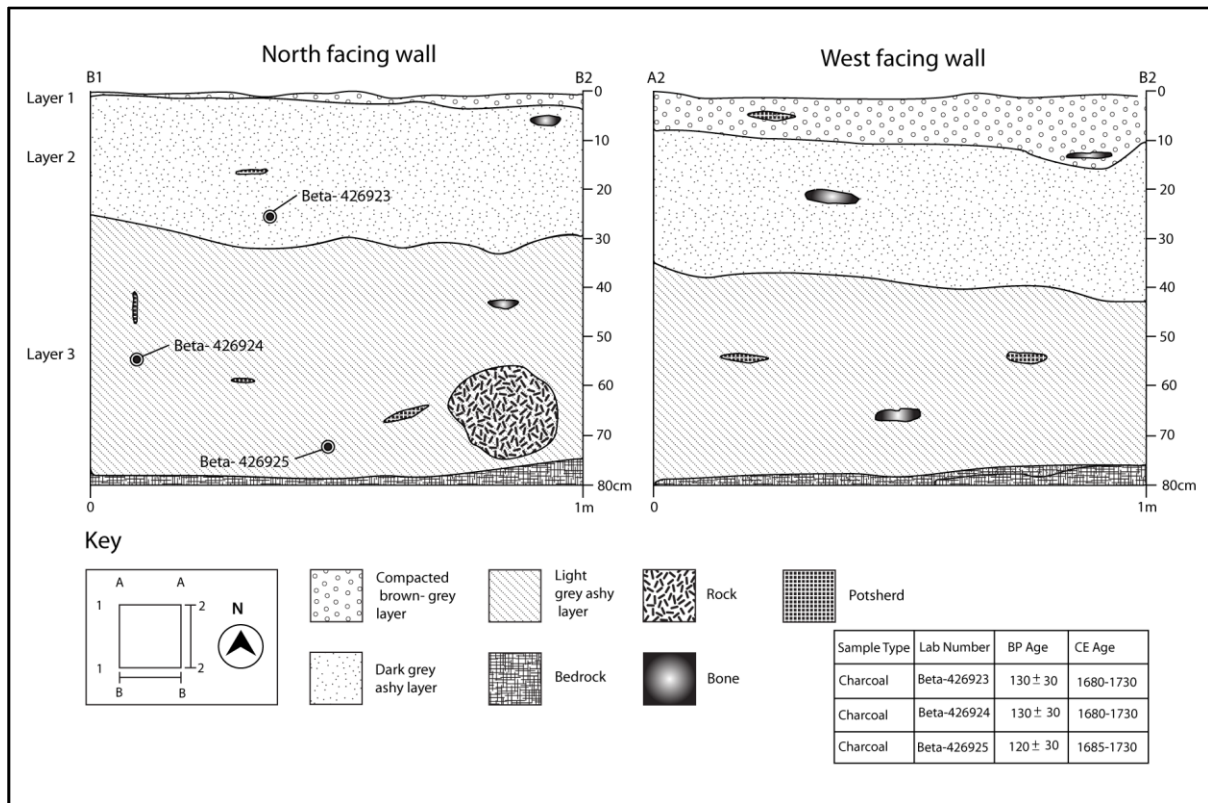 North facing wall
West facing wall
B1
B2
A2
B2
Layer 1
Layer 2
Layer 3
0
10
20
30
40
50
60
70
80cm
0
10
20
30
40
50
60
70
80cm
Beta- 426923
Beta- 426924
Beta- 426925
0
1m
0
1m
Key
A A
1 2
N
1 2
B B
Compacted
brown- grey
layer
Light
grey ashy
layer
Rock
Potsherd
Dark grey
ashy layer
Bedrock
Bone
Sample Type Lab Number BP Age CE Age
Charcoal Beta-426923 130 ± 30 1680-1730
Charcoal Beta-426924 130 ± 30 1680-1730
Charcoal Beta-426925 120 ± 30 1685-1730